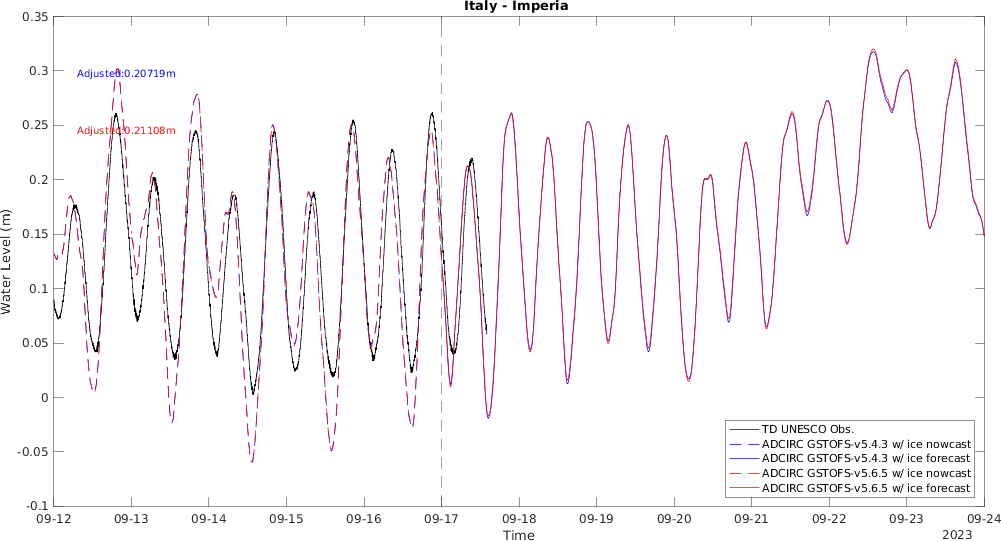 Italy - Imperia
Water Level (m)
0.35
0.3
0.25
0.2
0.15
0.1
0.05
0
-0.05
-0.1
Adjusted:0.20719m
Adjusted:0.21108m
TD UNESCO Obs.
ADCIRC GSTOFS-v5.4.3 w/ ice nowcast
ADCIRC GSTOFS-v5.4.3 w/ ice forecast
ADCIRC GSTOFS-v5.6.5 w/ ice nowcast
ADCIRC GSTOFS-v5.6.5 w/ ice forecast
09-12 09-13 09-14 09-15 09-16 09-17 09-18 09-19 09-20 09-21 09-22 09-23 09-24
Time
2023